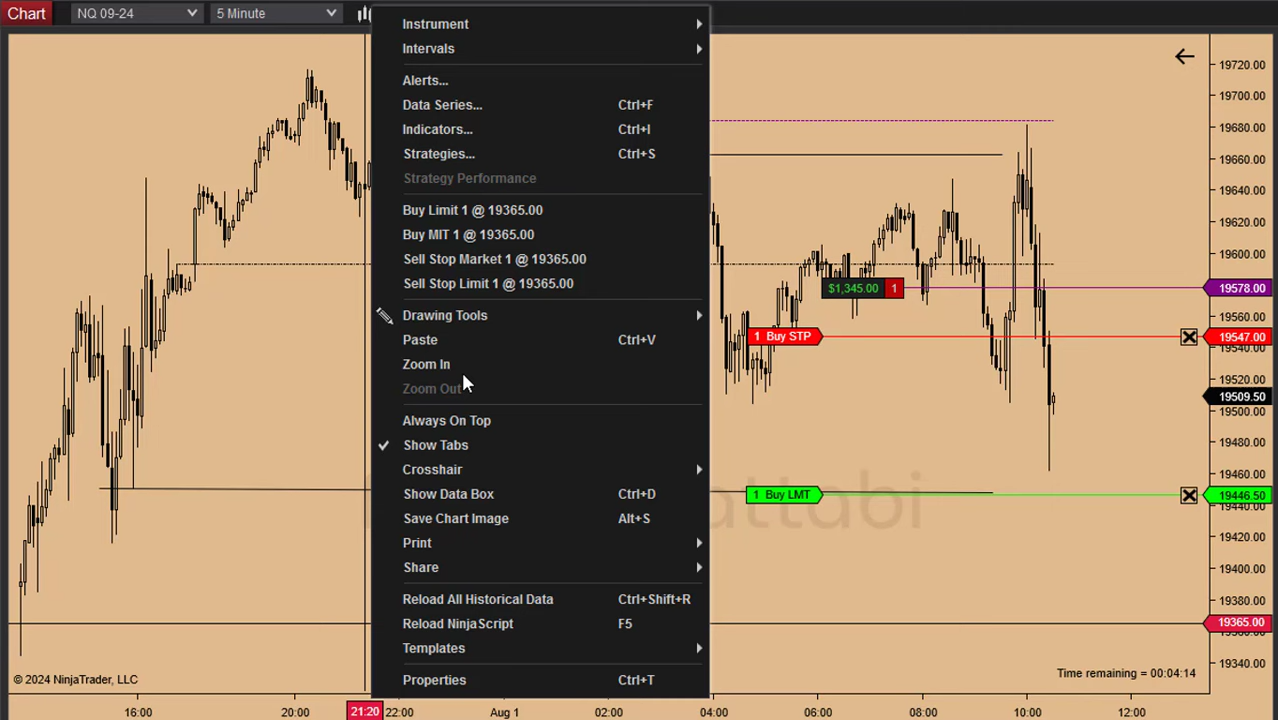 Chart NQ 09-24 5 Minute
Instrument
Intervals
Alerts...
Data Series... Ctrl+F
Indicators... Ctrl+I
Strategies... Ctrl+S
Strategy Performance
Buy Limit 1 @ 19365.00
Buy MIT 1 @ 19365.00
Sell Stop Market 1 @ 19365.00
Sell Stop Limit 1 @ 19365.00
Drawing Tools
Paste Ctrl+V
Zoom In
Zoom Out
Always On Top
Show Tabs
Crosshair
Show Data Box Ctrl+D
Save Chart Image Alt+S
Print
Share
Reload All Historical Data Ctrl+Shift+R
Reload NinjaScript F5
Templates
Properties Ctrl+T
$1,345.00 1
1 Buy STP
1 Buy LMT
19720.00
19700.00
19680.00
19660.00
19640.00
19620.00
19600.00
19578.00
19560.00
19547.00
19540.00
19520.00
19509.50
19500.00
19480.00
19460.00
19446.50
19440.00
19420.00
19400.00
19380.00
19365.00
19340.00
Time remaining = 00:04:14
© 2024 NinjaTrader, LLC
16:00 20:00 21:20 22:00 Aug 1 02:00 04:00 06:00 08:00 10:00 12:00